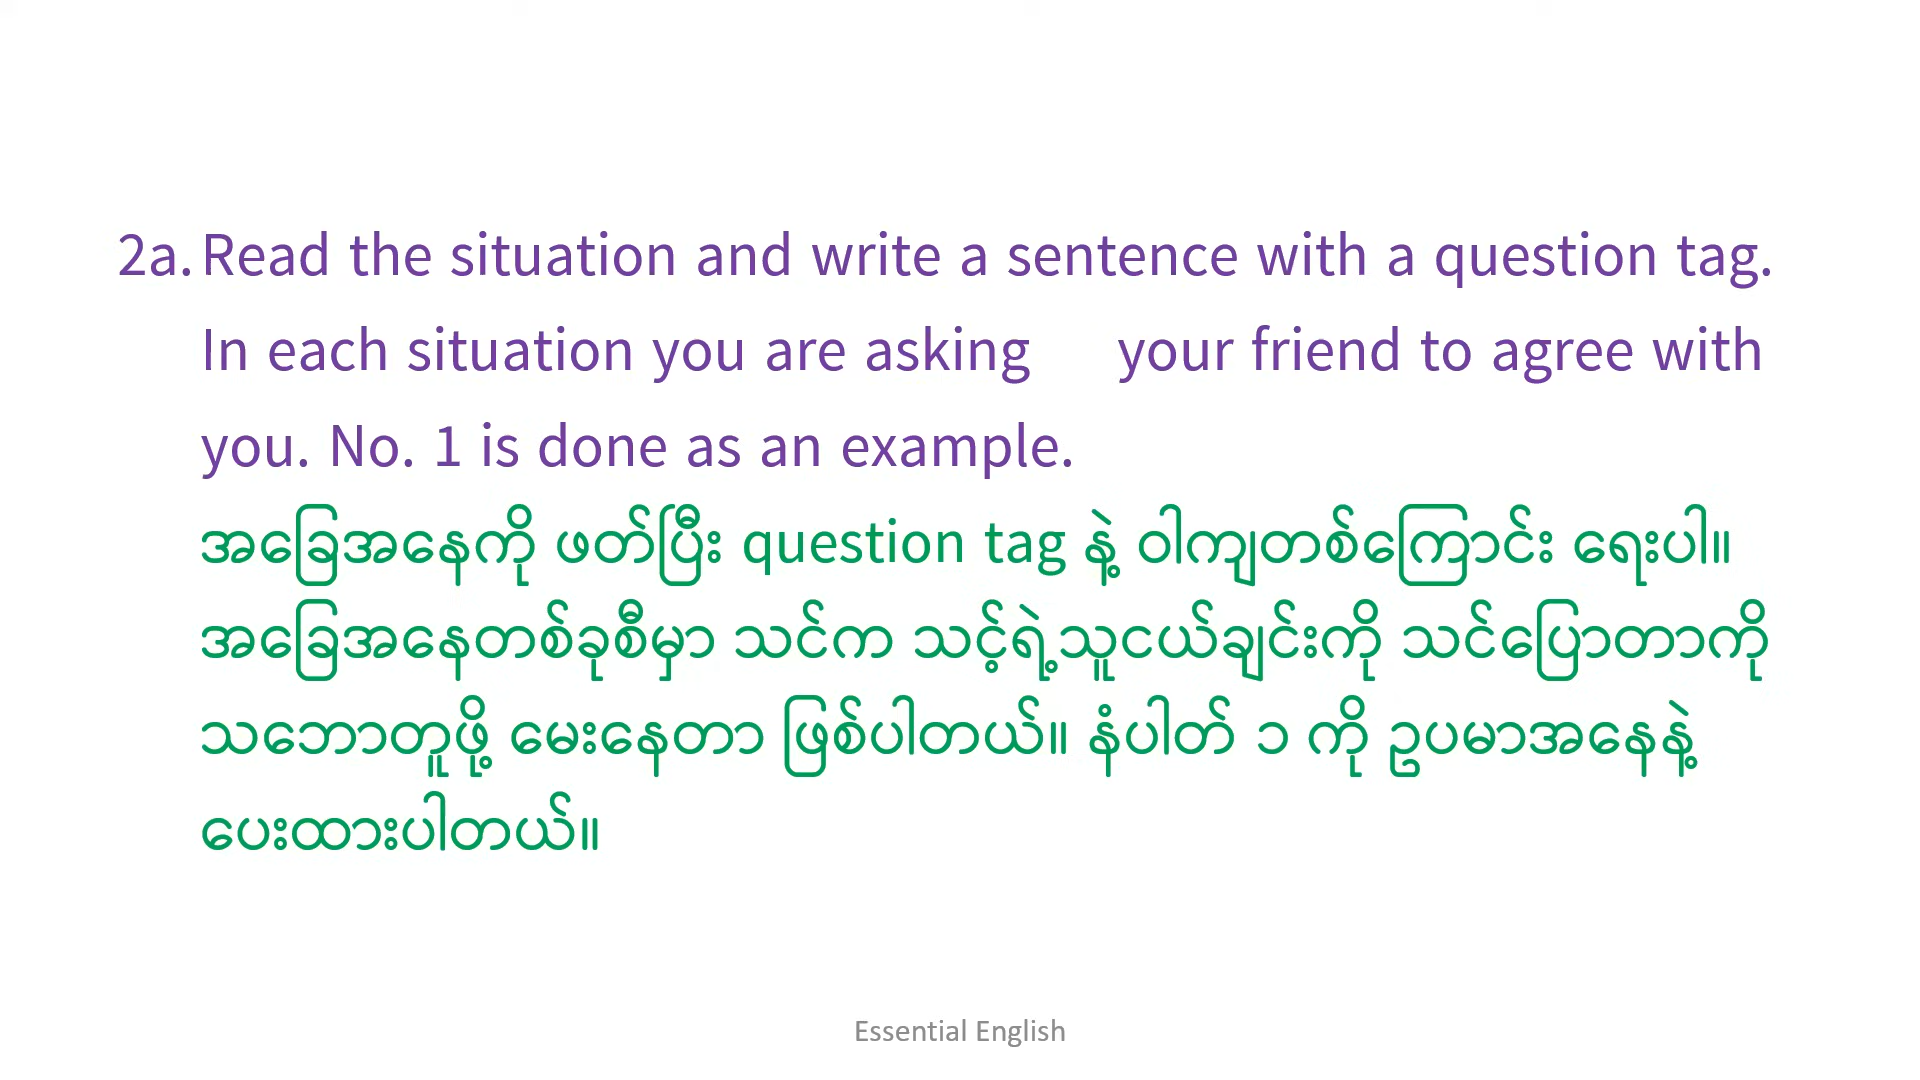 2a. Read the situation and write a sentence with a question tag.
In each situation you are asking your friend to agree with
you. No. 1 is done as an example.
အခြေအနေကို ဖတ်ပြီး question tag နဲ့ ဝါကျတစ်ကြောင်း ရေးပါ။
အခြေအနေတစ်ခုစီမှာ သင်က သင့်ရဲ့သူငယ်ချင်းကို သင်ပြောတာကို
သဘောတူဖို့ မေးနေတာ ဖြစ်ပါတယ်။ နံပါတ် ၁ ကို ဥပမာအနေနဲ့
ပေးထားပါတယ်။
Essential English